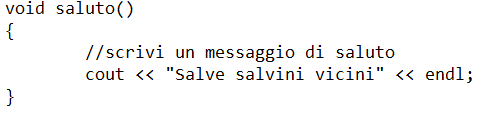 void saluto()
{
        //scrivi un messaggio di saluto
        cout << "Salve salvini vicini" << endl;
}